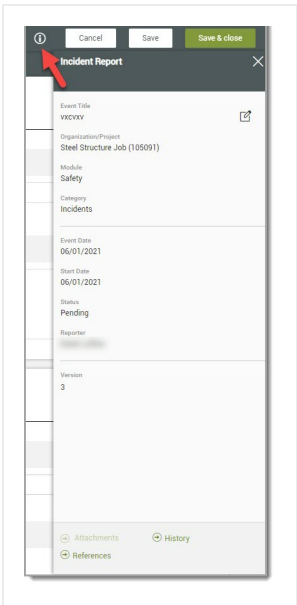 Cancel Save Save & close
Incident Report
Event Title
vxcvxv
Organization/Project
Steel Structure Job (105091)
Module
Safety
Category
Incidents
Event Date
06/01/2021
Start Date
06/01/2021
Status
Pending
Reporter
Version
3
Attachments History
References